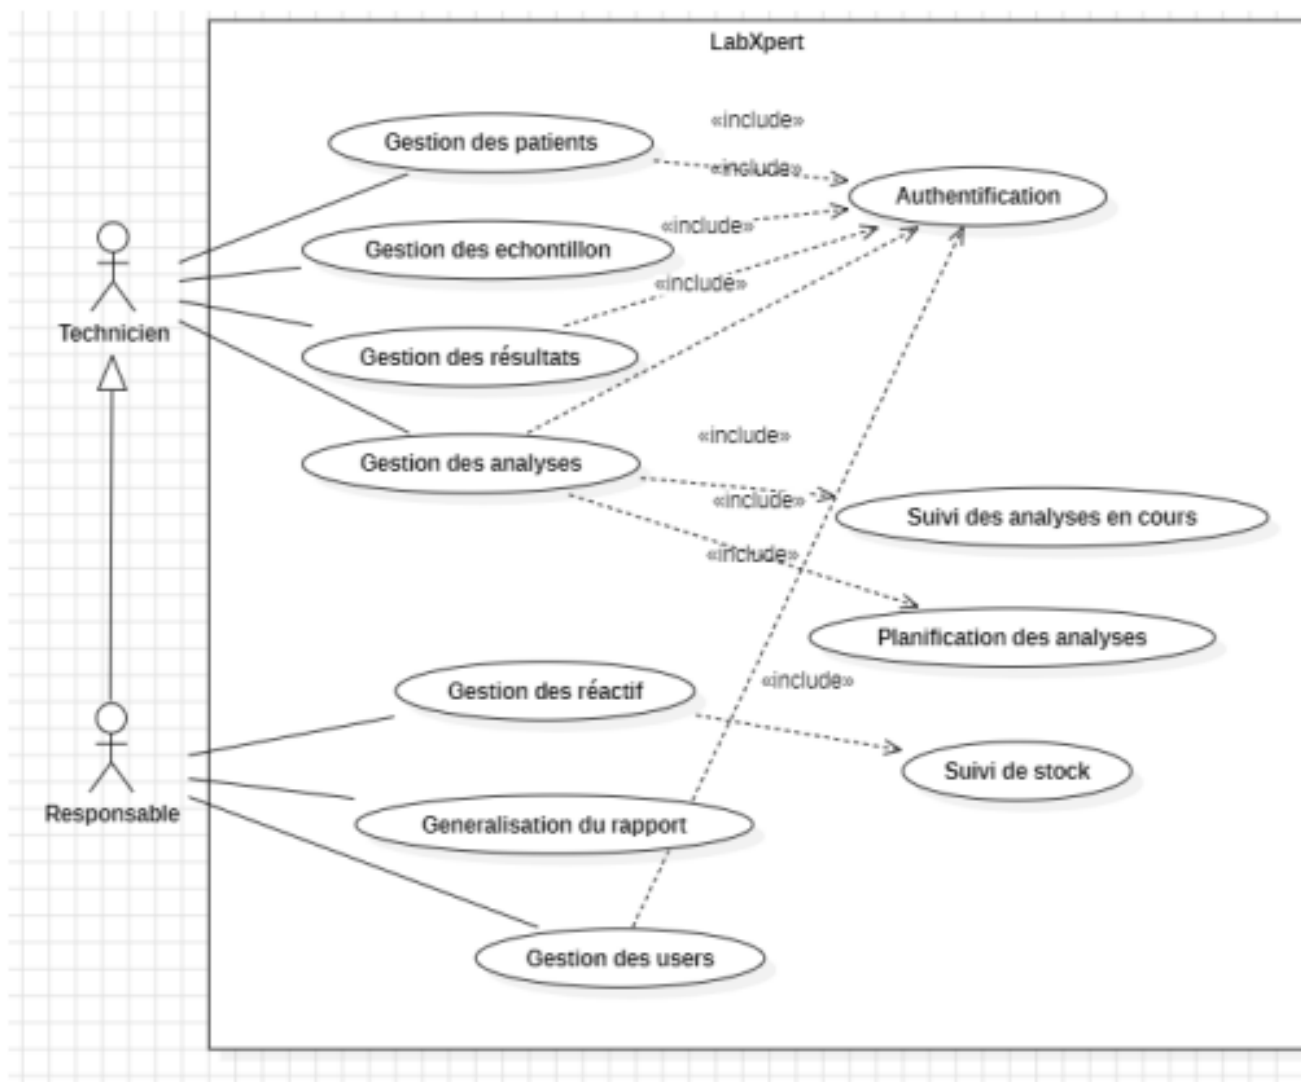 LabXpert
«include»
Gestion des patients
«include»
Authentification
«include»
Gestion des echontillon
«include»
Technicien
Gestion des résultats
«include»
Gestion des analyses
«include»
Suivi des analyses en cours
«include»
Planification des analyses
«include»
Gestion des réactif
Suivi de stock
Responsable
Generalisation du rapport
Gestion des users